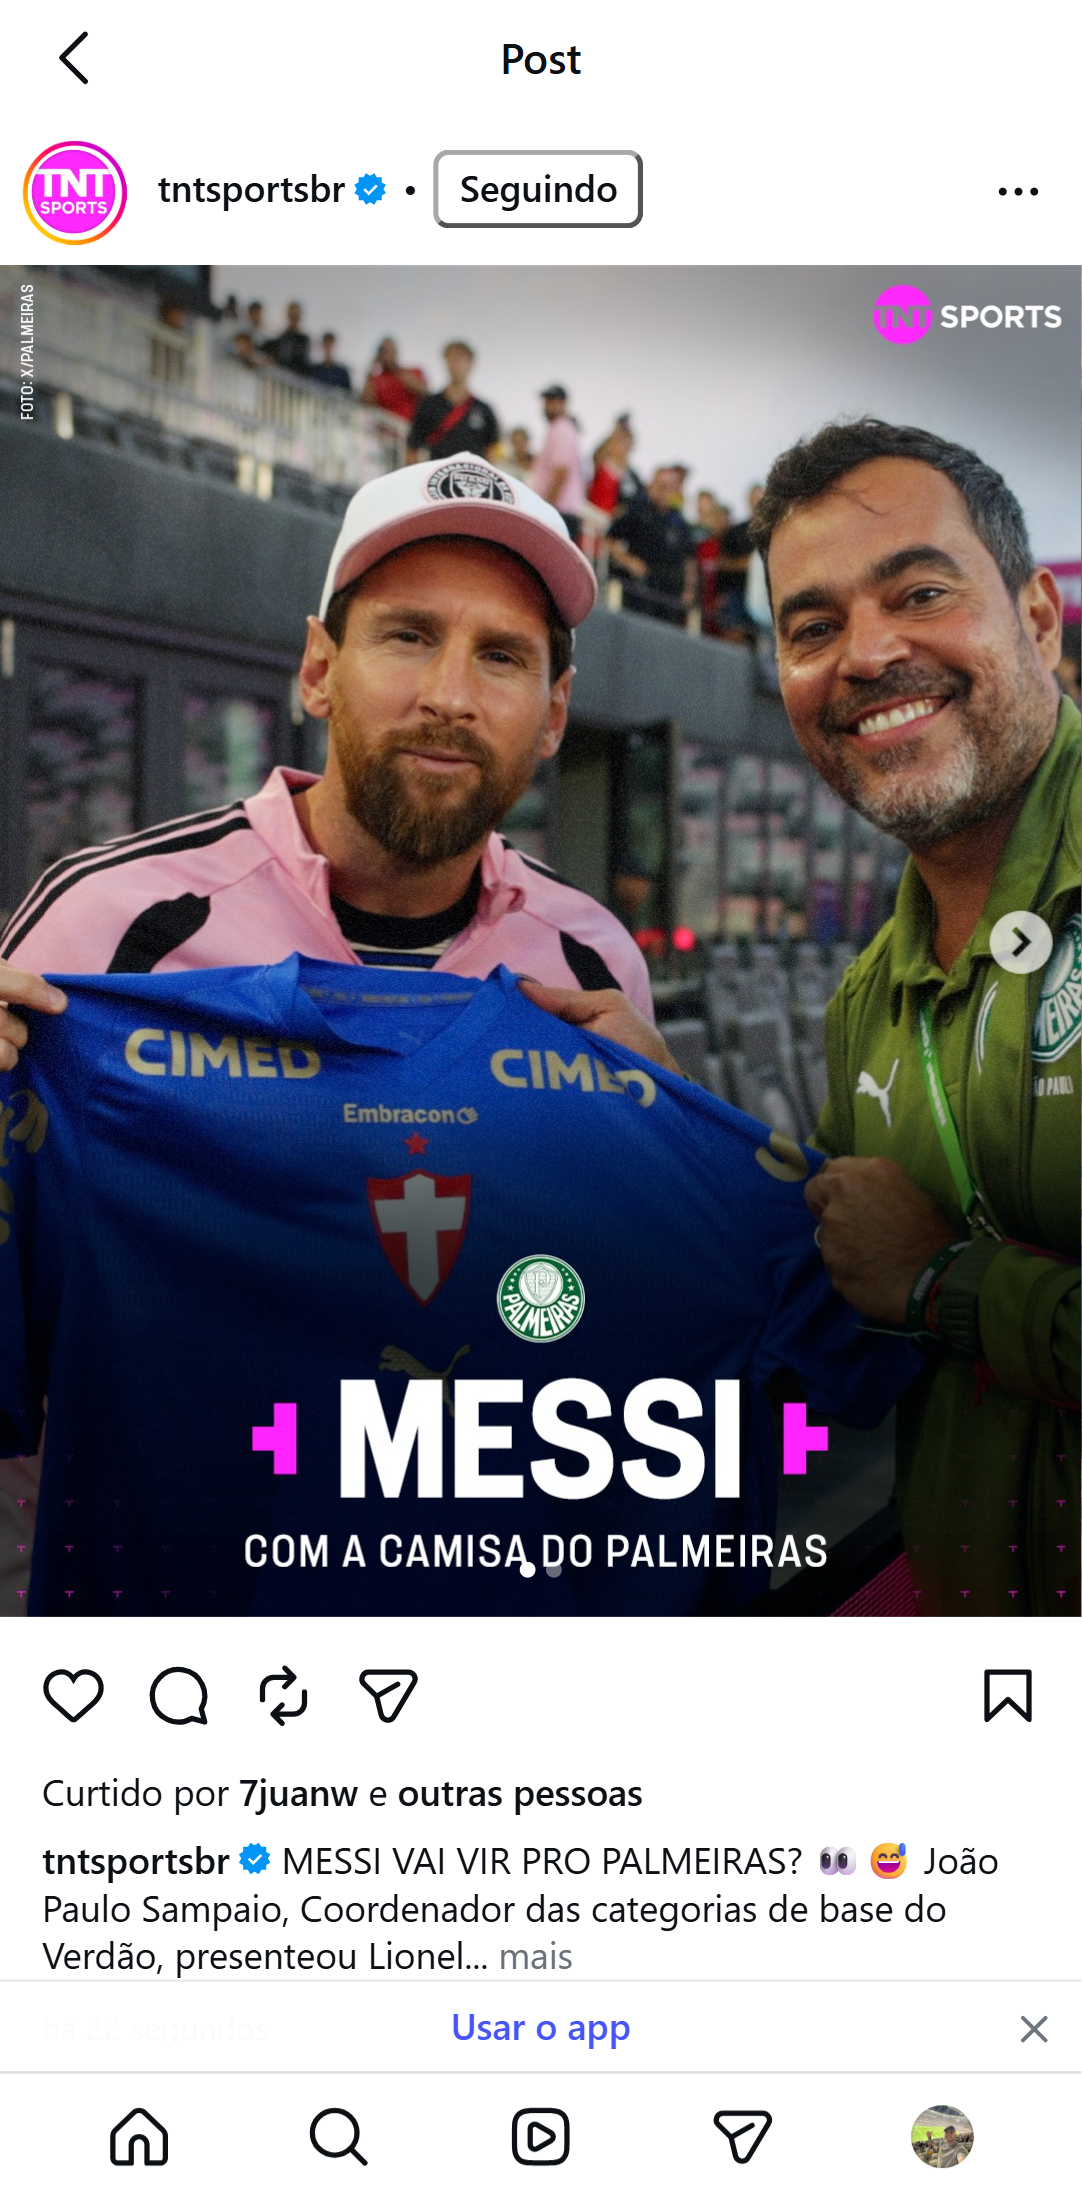 Post
TNT
SPORTS
tntsportsbr • Seguindo
FOTO: X/PALMEIRAS
TNT SPORTS
CIMED
CIMED
Embracon
PALMEIRAS
MESSI
COM A CAMISA DO PALMEIRAS
Curtido por 7juanw e outras pessoas
tntsportsbr MESSI VAI VIR PRO PALMEIRAS? 👀 😅 João
Paulo Sampaio, Coordenador das categorias de base do
Verdão, presenteou Lionel... mais
há 22 segundos
Usar o app